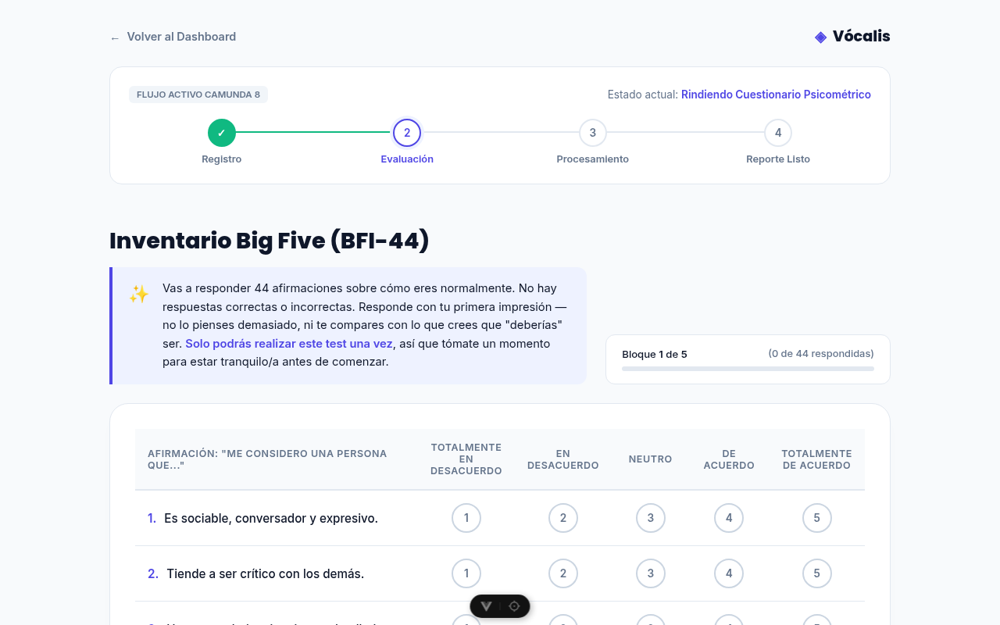 ← Volver al Dashboard
◈ Vócalis
FLUJO ACTIVO CAMUNDA 8
Estado actual: Rindiendo Cuestionario Psicométrico
✓ 2 3 4
Registro Evaluación Procesamiento Reporte Listo
Inventario Big Five (BFI-44)
✨ Vas a responder 44 afirmaciones sobre cómo eres normalmente. No hay
respuestas correctas o incorrectas. Responde con tu primera impresión —
no lo pienses demasiado, ni te compares con lo que crees que "deberías"
ser. Solo podrás realizar este test una vez, así que tómate un momento
para estar tranquilo/a antes de comenzar.
Bloque 1 de 5 (0 de 44 respondidas)
AFIRMACIÓN: "ME CONSIDERO UNA PERSONA
QUE..."
TOTALMENTE
EN
DESACUERDO
EN
DESACUERDO
NEUTRO
DE
ACUERDO
TOTALMENTE
DE ACUERDO
1. Es sociable, conversador y expresivo. 1 2 3 4 5
2. Tiende a ser crítico con los demás. 1 2 3 4 5